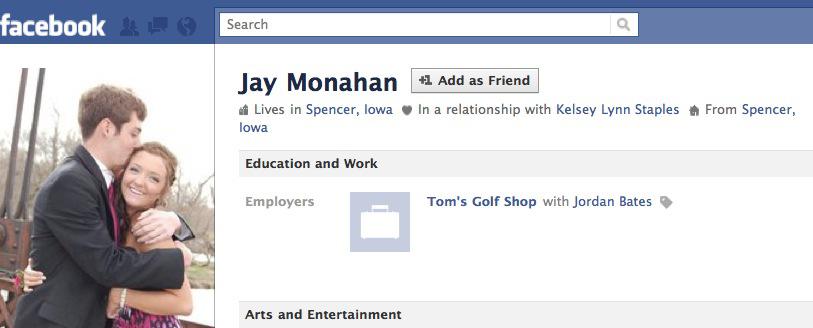 facebook Search
Jay Monahan +1 Add as Friend
Lives in Spencer, Iowa In a relationship with Kelsey Lynn Staples From Spencer,
Iowa
Education and Work
Employers Tom's Golf Shop with Jordan Bates
Arts and Entertainment